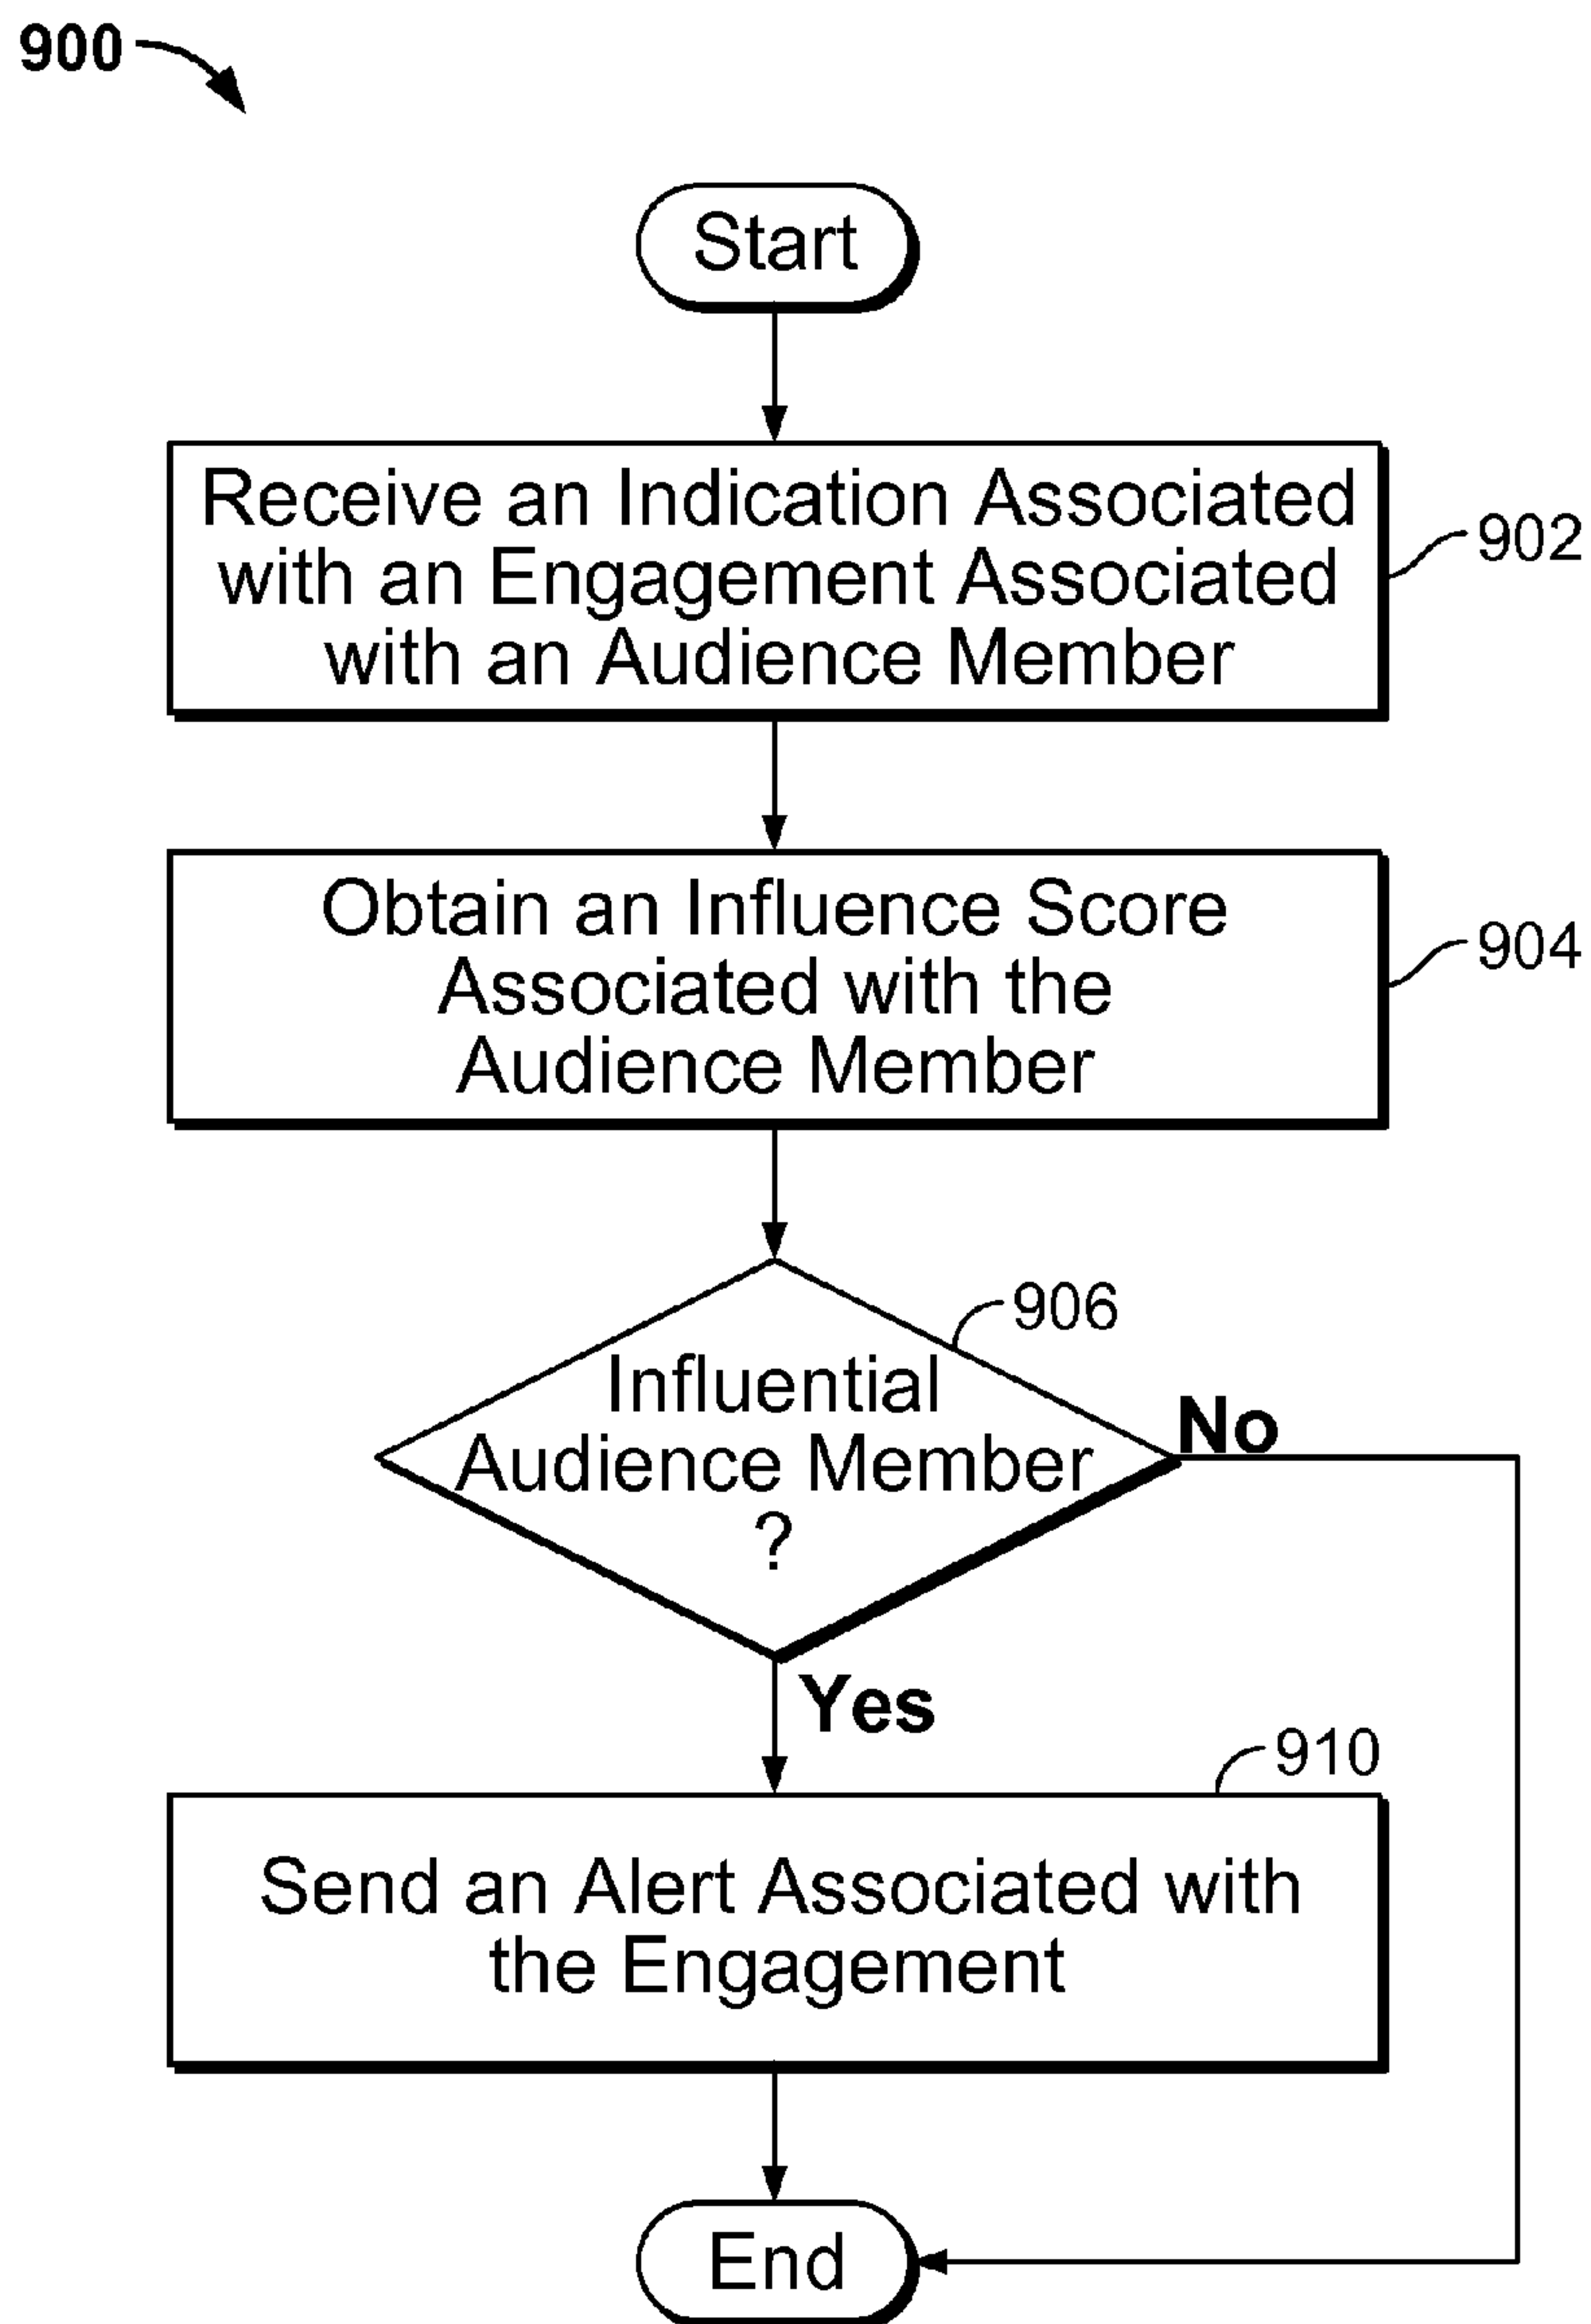 900
Start
Receive an Indication Associated
with an Engagement Associated
with an Audience Member
902
Obtain an Influence Score
Associated with the
Audience Member
904
906
Influential
Audience Member
?
No
Yes
910
Send an Alert Associated with
the Engagement
End